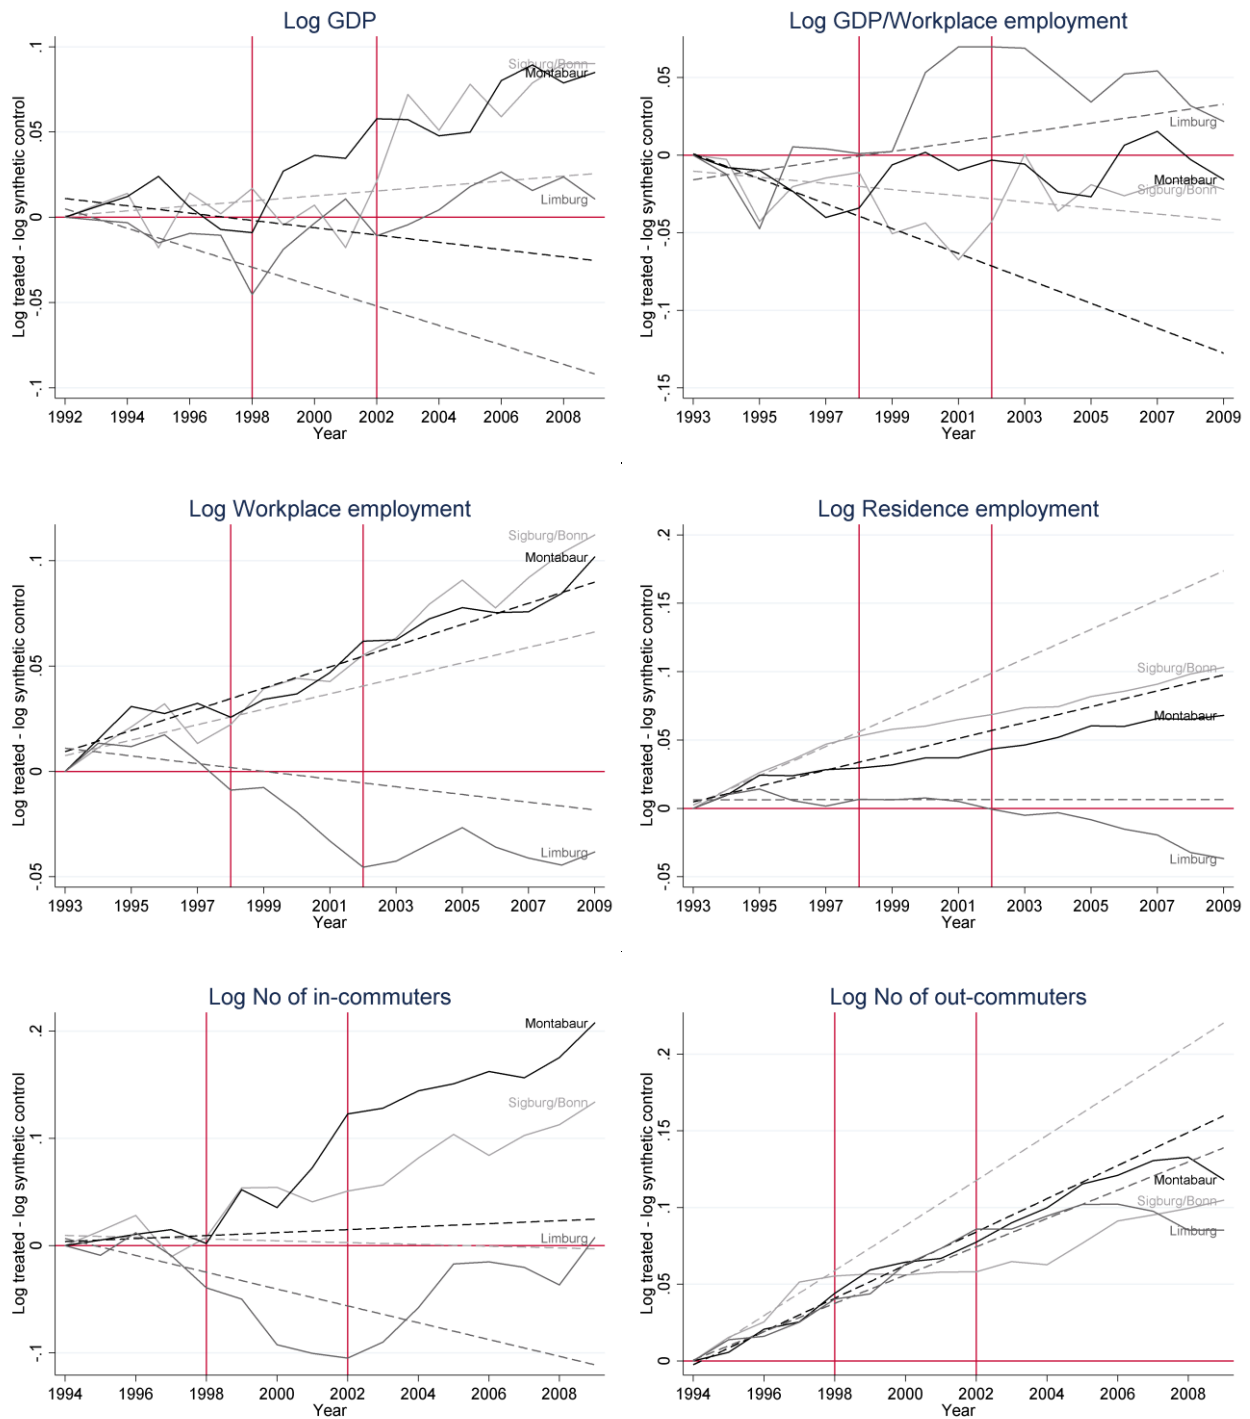 Log GDP
Log treated - log synthetic control
.1
.05
0
-.05
-.1
Sigburg/Bonn
Montabaur
Limburg
1992 1994 1996 1998 2000 2002 2004 2006 2008
Year
Log GDP/Workplace employment
Log treated - log synthetic control
.05
0
-.05
-.1
-.15
Limburg
Montabaur
Sigburg/Bonn
1993 1995 1997 1999 2001 2003 2005 2007 2009
Year
Log Workplace employment
Log treated - log synthetic control
.1
.05
0
-.05
Sigburg/Bonn
Montabaur
Limburg
1993 1995 1997 1999 2001 2003 2005 2007 2009
Year
Log Residence employment
Log treated - log synthetic control
.2
.15
.1
.05
0
-.05
Sigburg/Bonn
Montabaur
Limburg
1993 1995 1997 1999 2001 2003 2005 2007 2009
Year
Log No of in-commuters
Log treated - log synthetic control
.2
.1
0
-.1
Montabaur
Sigburg/Bonn
Limburg
1994 1996 1998 2000 2002 2004 2006 2008
Year
Log No of out-commuters
Log treated - log synthetic control
.2
.15
.1
.05
0
Montabaur
Sigburg/Bonn
Limburg
1994 1996 1998 2000 2002 2004 2006 2008
Year